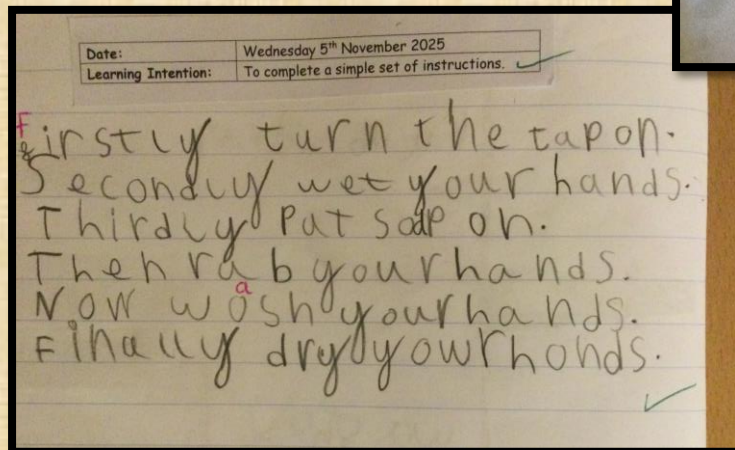 Date: Wednesday 5th November 2025
Learning Intention: To complete a simple set of instructions.
Firstly turn the tap on.
Secondly wet your hands.
Thirdly put soap on.
Then rab your hands.
Now wosh your hands.
a
Finally dry yowr honds.